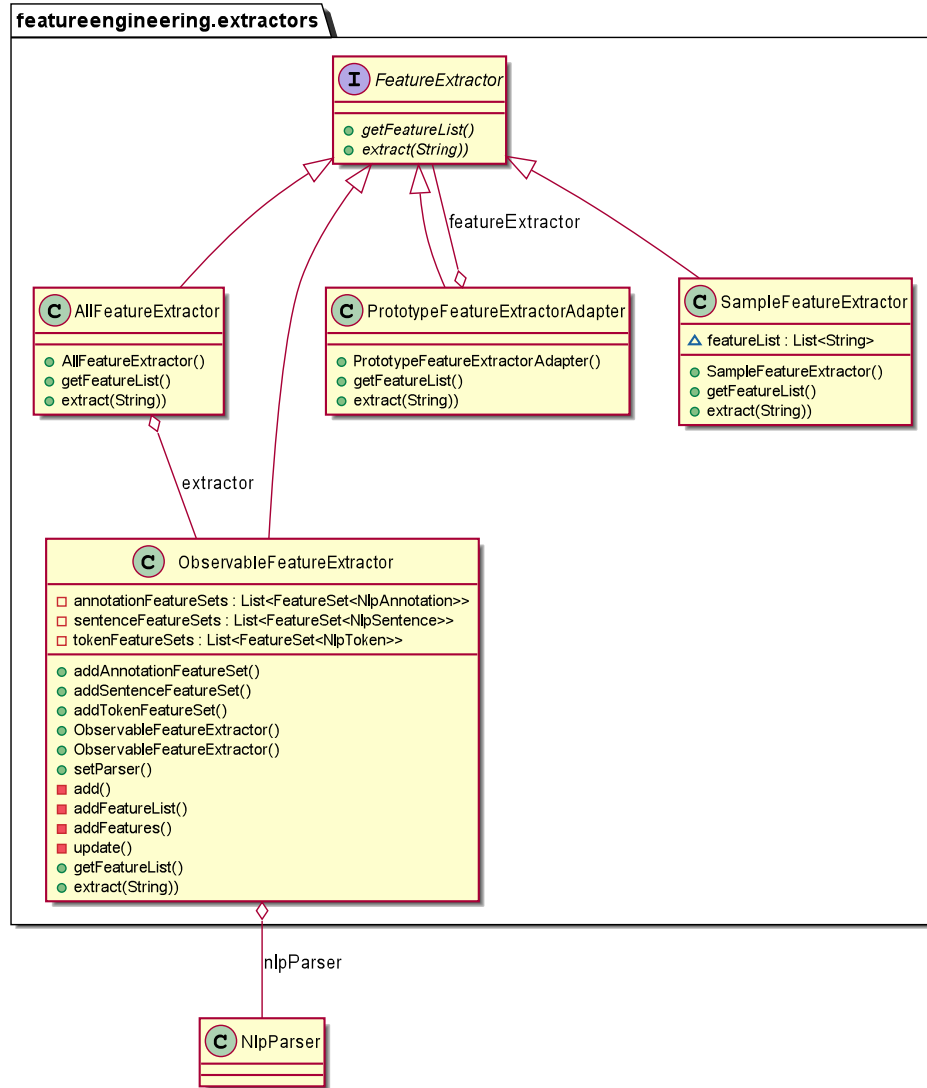 featureengineering.extractors
I FeatureExtractor
getFeatureList()
extract(String))
featureExtractor
C AllFeatureExtractor
AllFeatureExtractor()
getFeatureList()
extract(String))
C PrototypeFeatureExtractorAdapter
PrototypeFeatureExtractorAdapter()
getFeatureList()
extract(String))
C SampleFeatureExtractor
featureList : List<String>
SampleFeatureExtractor()
getFeatureList()
extract(String))
extractor
C ObservableFeatureExtractor
annotationFeatureSets : List<FeatureSet<NlpAnnotation>>
sentenceFeatureSets : List<FeatureSet<NlpSentence>>
tokenFeatureSets : List<FeatureSet<NlpToken>>
addAnnotationFeatureSet()
addSentenceFeatureSet()
addTokenFeatureSet()
ObservableFeatureExtractor()
ObservableFeatureExtractor()
setParser()
add()
addFeatureList()
addFeatures()
update()
getFeatureList()
extract(String))
nlpParser
C NlpParser